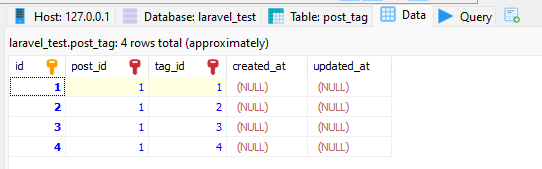 Host: 127.0.0.1 Database: laravel_test Table: post_tag Data Query
laravel_test.post_tag: 4 rows total (approximately)
id post_id tag_id created_at updated_at
1 1 1 (NULL) (NULL)
2 1 2 (NULL) (NULL)
3 1 3 (NULL) (NULL)
4 1 4 (NULL) (NULL)